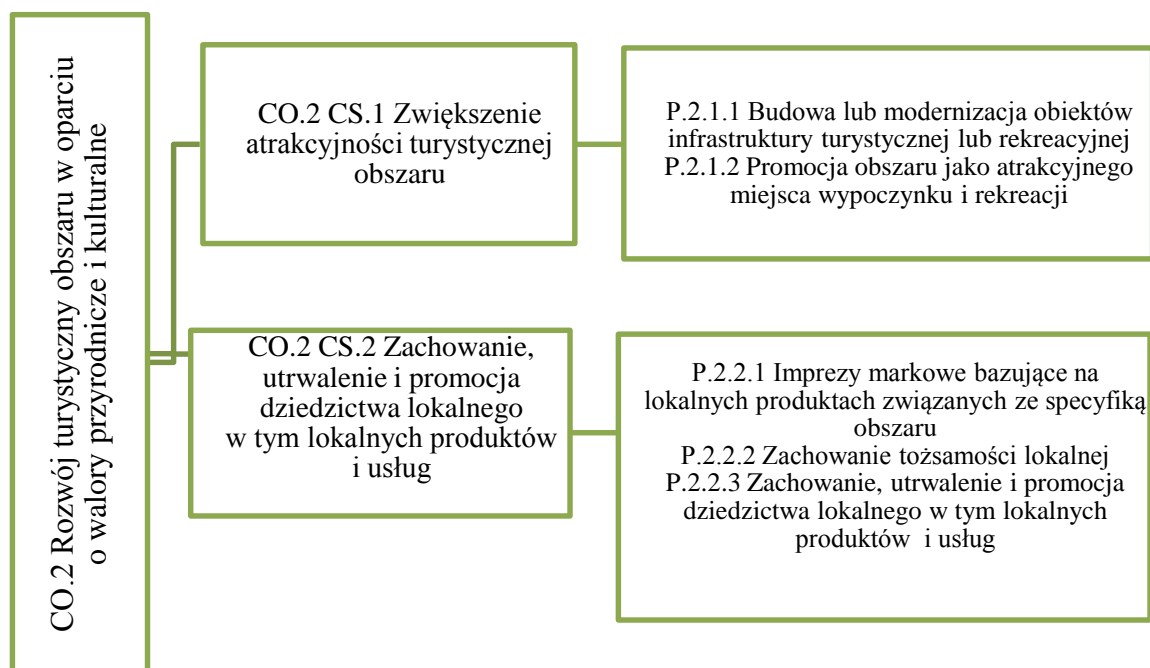 CO.2 Rozwój turystyczny obszaru w oparciu
o walory przyrodnicze i kulturalne
CO.2 CS.1 Zwiększenie
atrakcyjności turystycznej
obszaru
P.2.1.1 Budowa lub modernizacja obiektów
infrastruktury turystycznej lub rekreacyjnej
P.2.1.2 Promocja obszaru jako atrakcyjnego
miejsca wypoczynku i rekreacji
CO.2 CS.2 Zachowanie,
utrwalenie i promocja
dziedzictwa lokalnego
w tym lokalnych produktów
i usług
P.2.2.1 Imprezy markowe bazujące na
lokalnych produktach związanych ze specyfiką
obszaru
P.2.2.2 Zachowanie tożsamości lokalnej
P.2.2.3 Zachowanie, utrwalenie i promocja
dziedzictwa lokalnego w tym lokalnych
produktów i usług